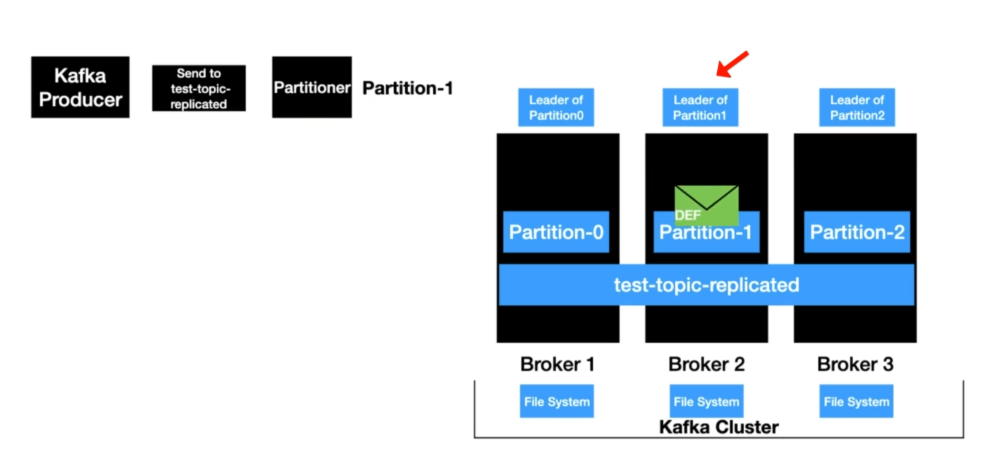 Kafka
Producer
Send to
test-topic-
replicated
Partitioner
Partition-1
Leader of
Partition0
Leader of
Partition1
Leader of
Partition2
DEF
Partition-0
Partition-1
Partition-2
test-topic-replicated
Broker 1
Broker 2
Broker 3
File System
File System
File System
Kafka Cluster